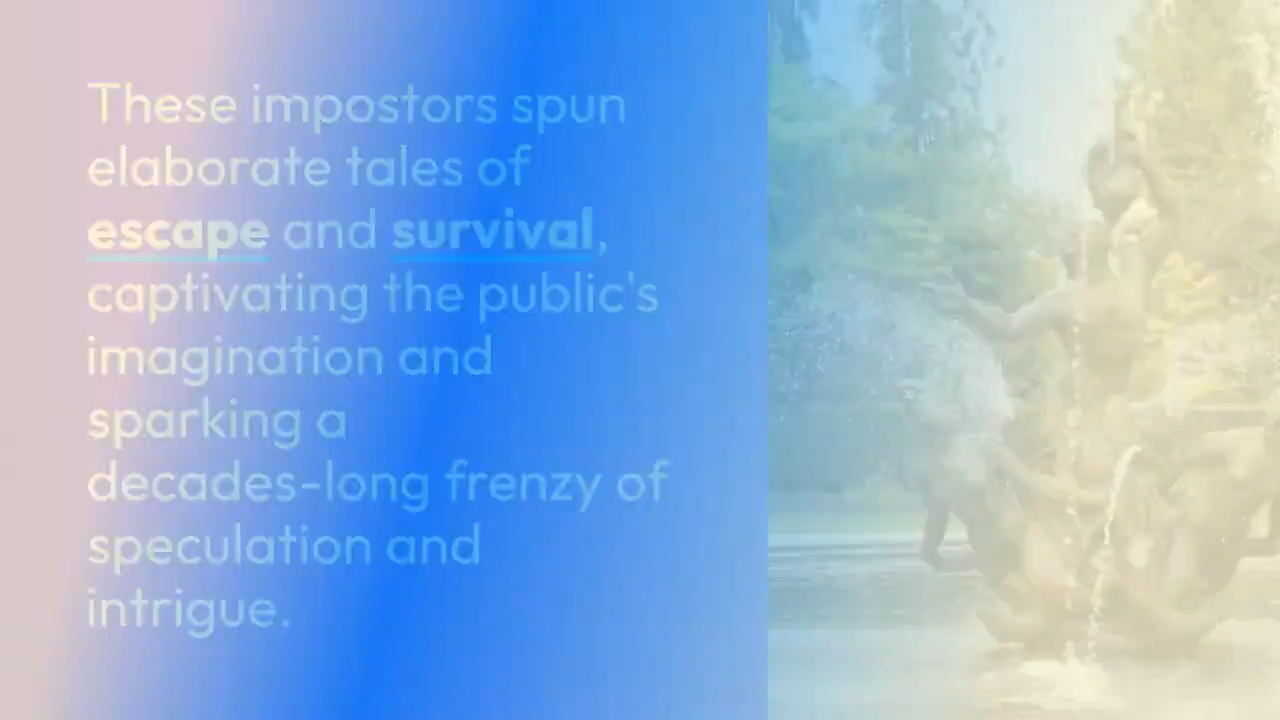 These impostors spun
elaborate tales of
escape and survival,
captivating the public's
imagination and
sparking a
decades-long frenzy of
speculation and
intrigue.